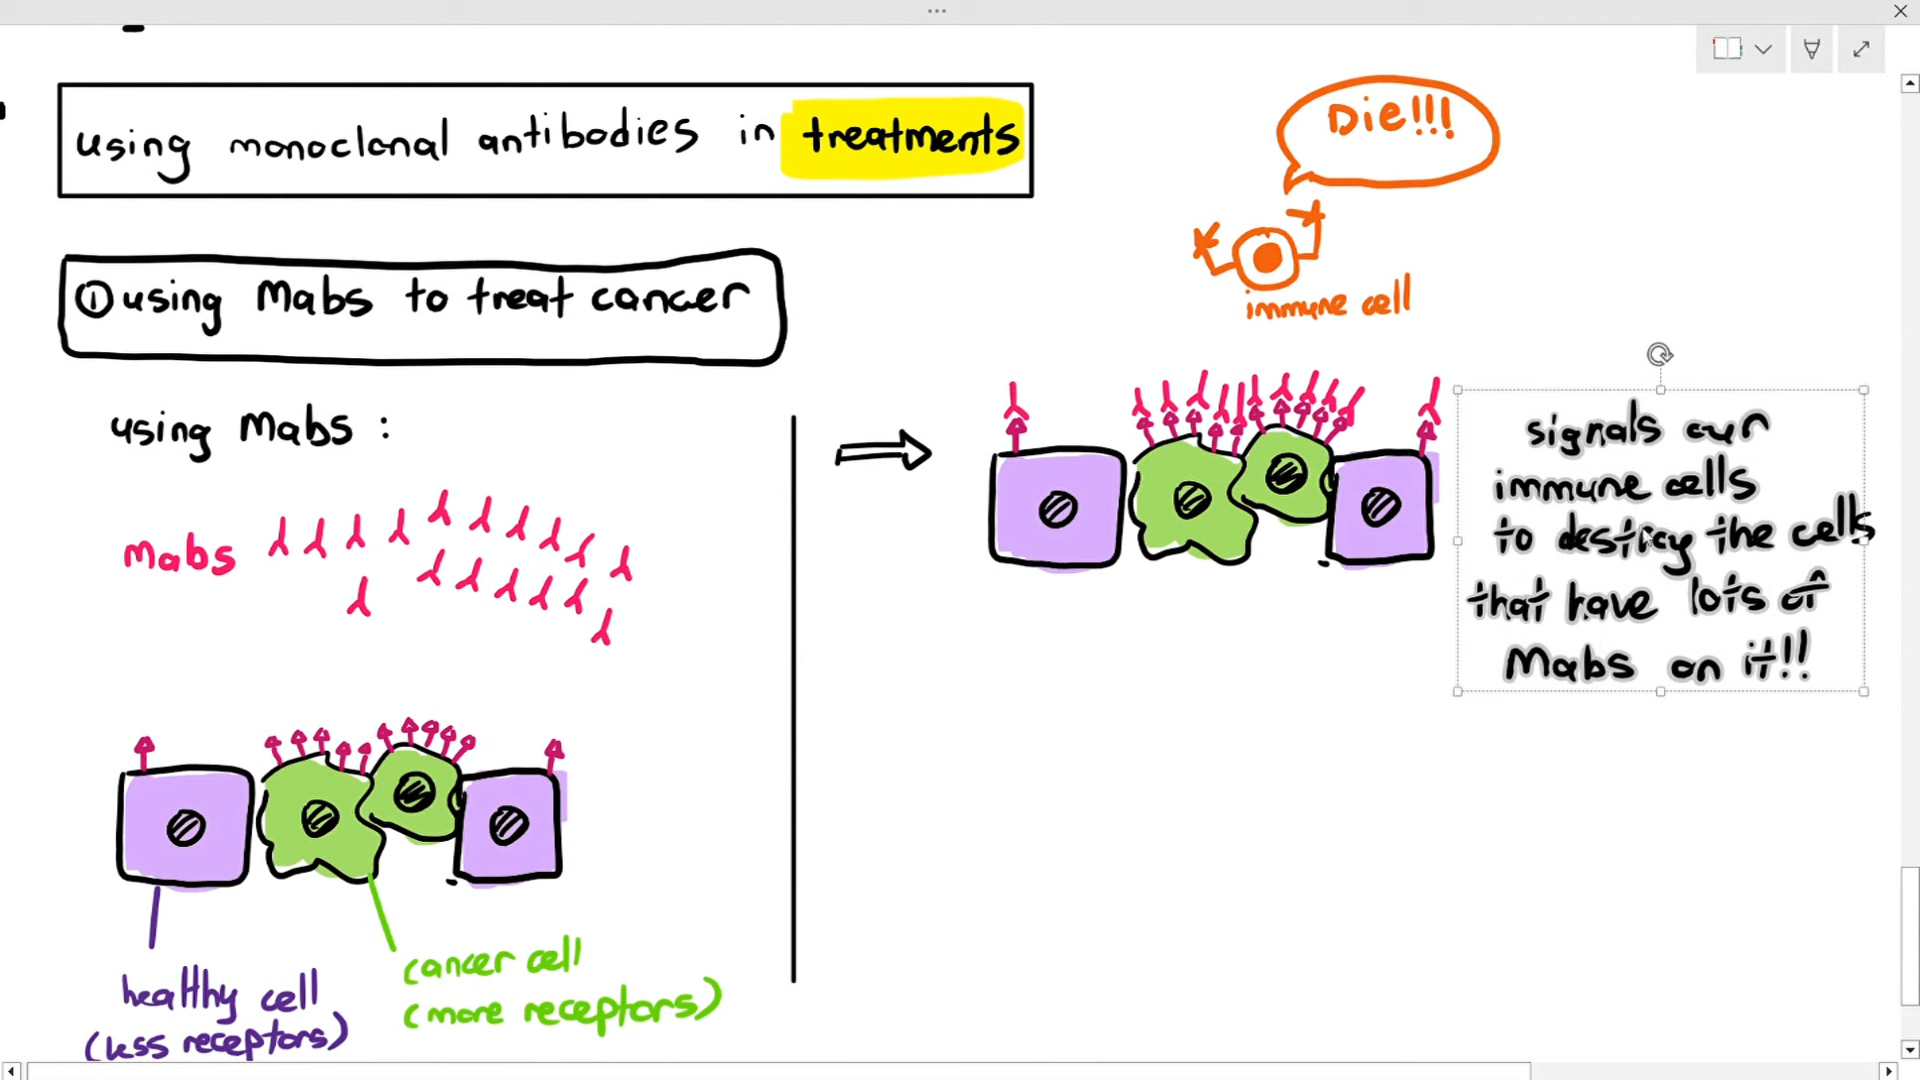 using monoclonal antibodies in treatments
① using Mabs to treat cancer
using Mabs :
Mabs
healthy cell
(less receptors)
cancer cell
(more receptors)
Die!!!
immune cell
signals our
immune cells
to destroy the cells
that have lots of
Mabs on it!!